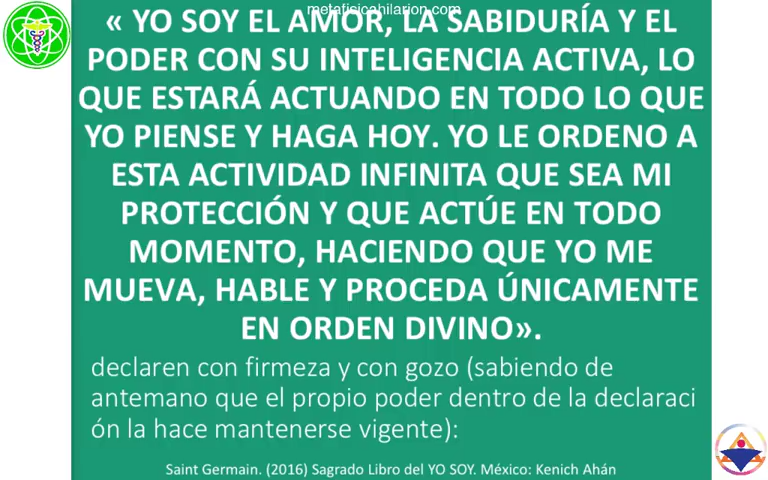 metafisicahilarion.com
« YO SOY EL AMOR, LA SABIDURÍA Y EL
PODER CON SU INTELIGENCIA ACTIVA, LO
QUE ESTARÁ ACTUANDO EN TODO LO QUE
YO PIENSE Y HAGA HOY. YO LE ORDENO A
ESTA ACTIVIDAD INFINITA QUE SEA MI
PROTECCIÓN Y QUE ACTÚE EN TODO
MOMENTO, HACIENDO QUE YO ME
MUEVA, HABLE Y PROCEDA ÚNICAMENTE
EN ORDEN DIVINO».
declaren con firmeza y con gozo (sabiendo de
antemano que el propio poder dentro de la declaraci
ón la hace mantenerse vigente):
Saint Germain. (2016) Sagrado Libro del YO SOY. México: Kenich Ahán